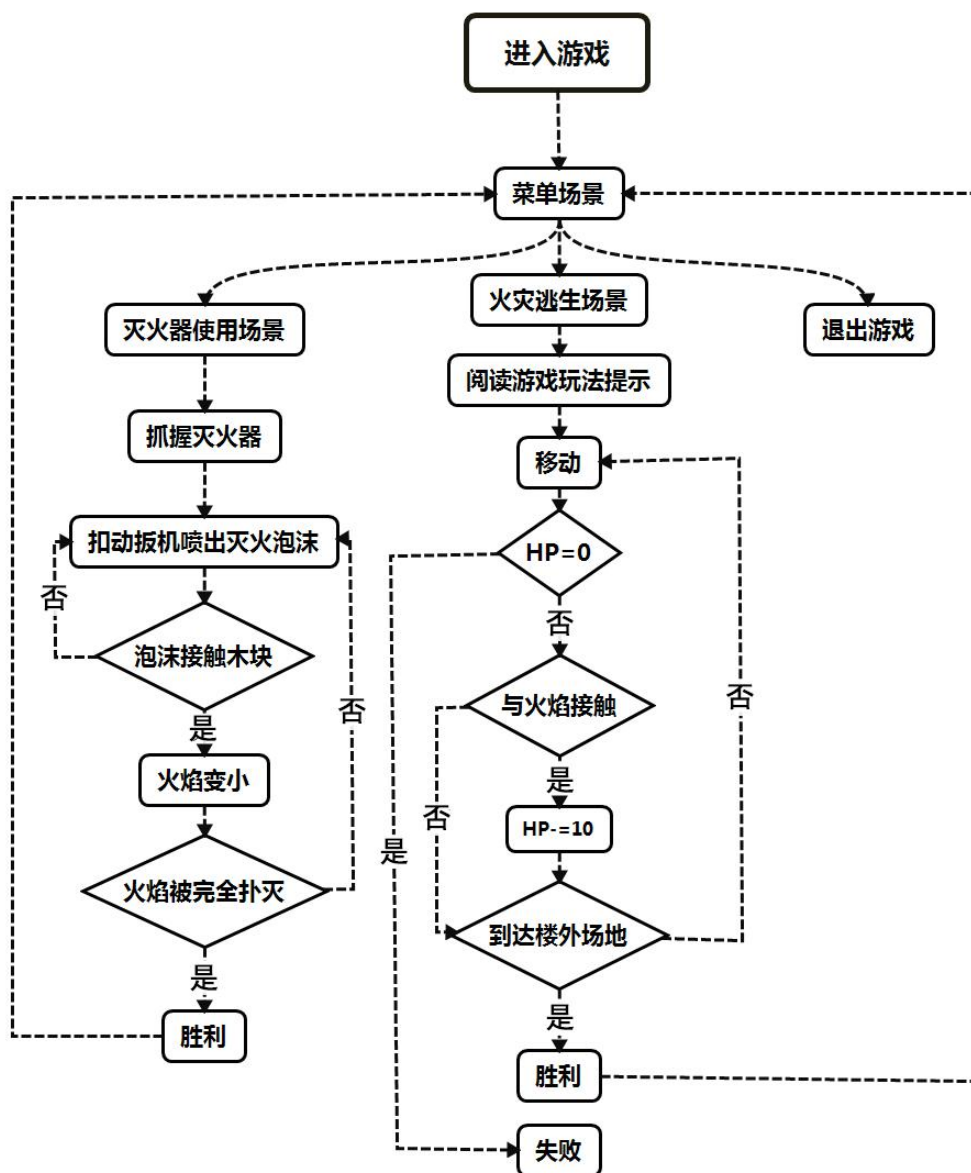 进入游戏
菜单场景
灭火器使用场景
火灾逃生场景
退出游戏
阅读游戏玩法提示
抓握灭火器
移动
扣动扳机喷出灭火泡沫
HP=0
否
否
泡沫接触木块
是
否
与火焰接触
否
火焰变小
是
否
HP-=10
是
火焰被完全扑灭
到达楼外场地
是
是
胜利
胜利
失败